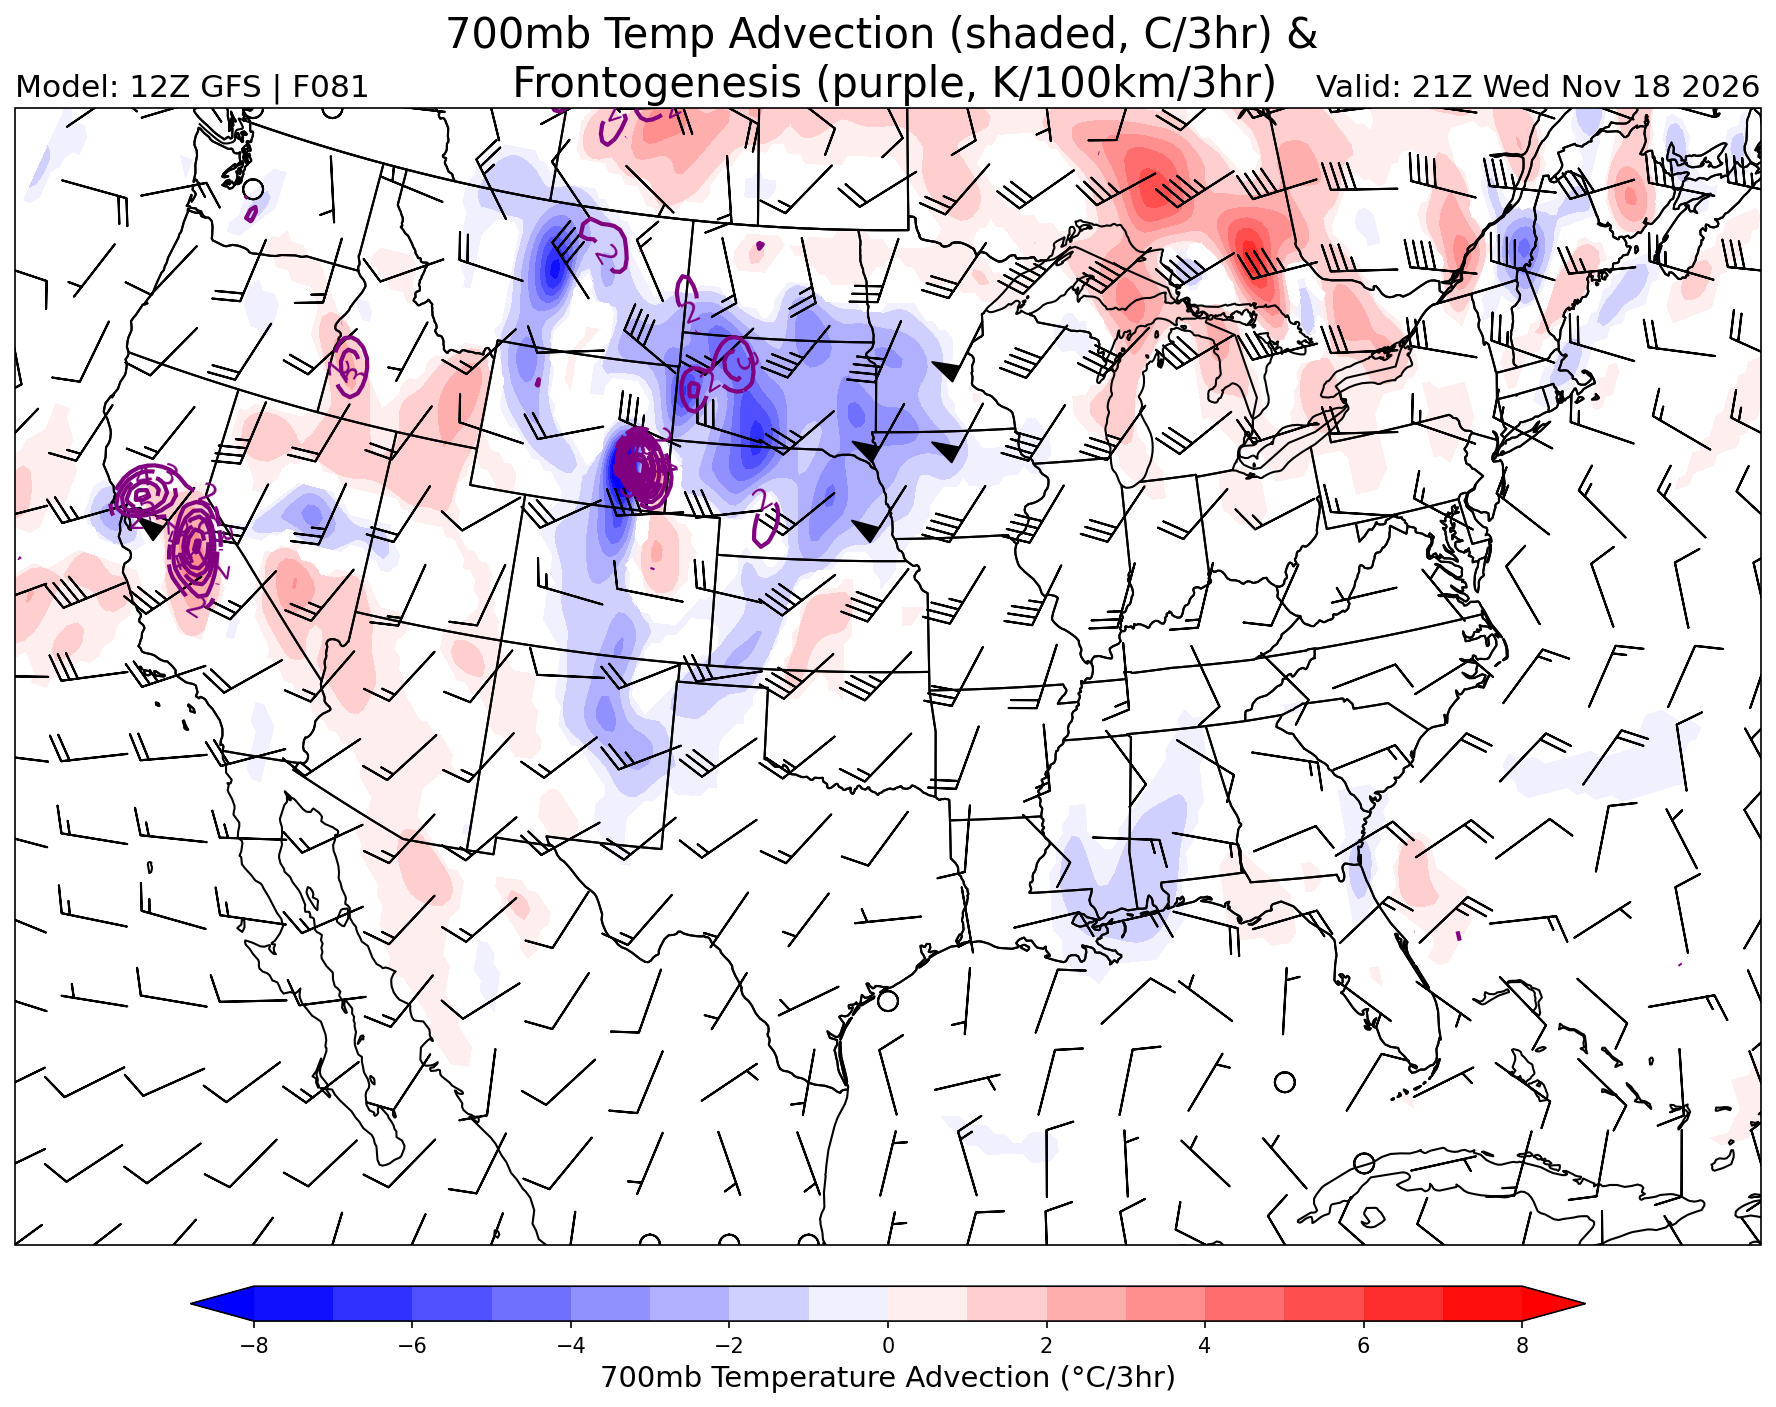 700mb Temp Advection (shaded, C/3hr) &
Model: 12Z GFS | F081 Frontogenesis (purple, K/100km/3hr) Valid: 21Z Wed Nov 18 2026
−8 −6 −4 −2 0 2 4 6 8
700mb Temperature Advection (°C/3hr)